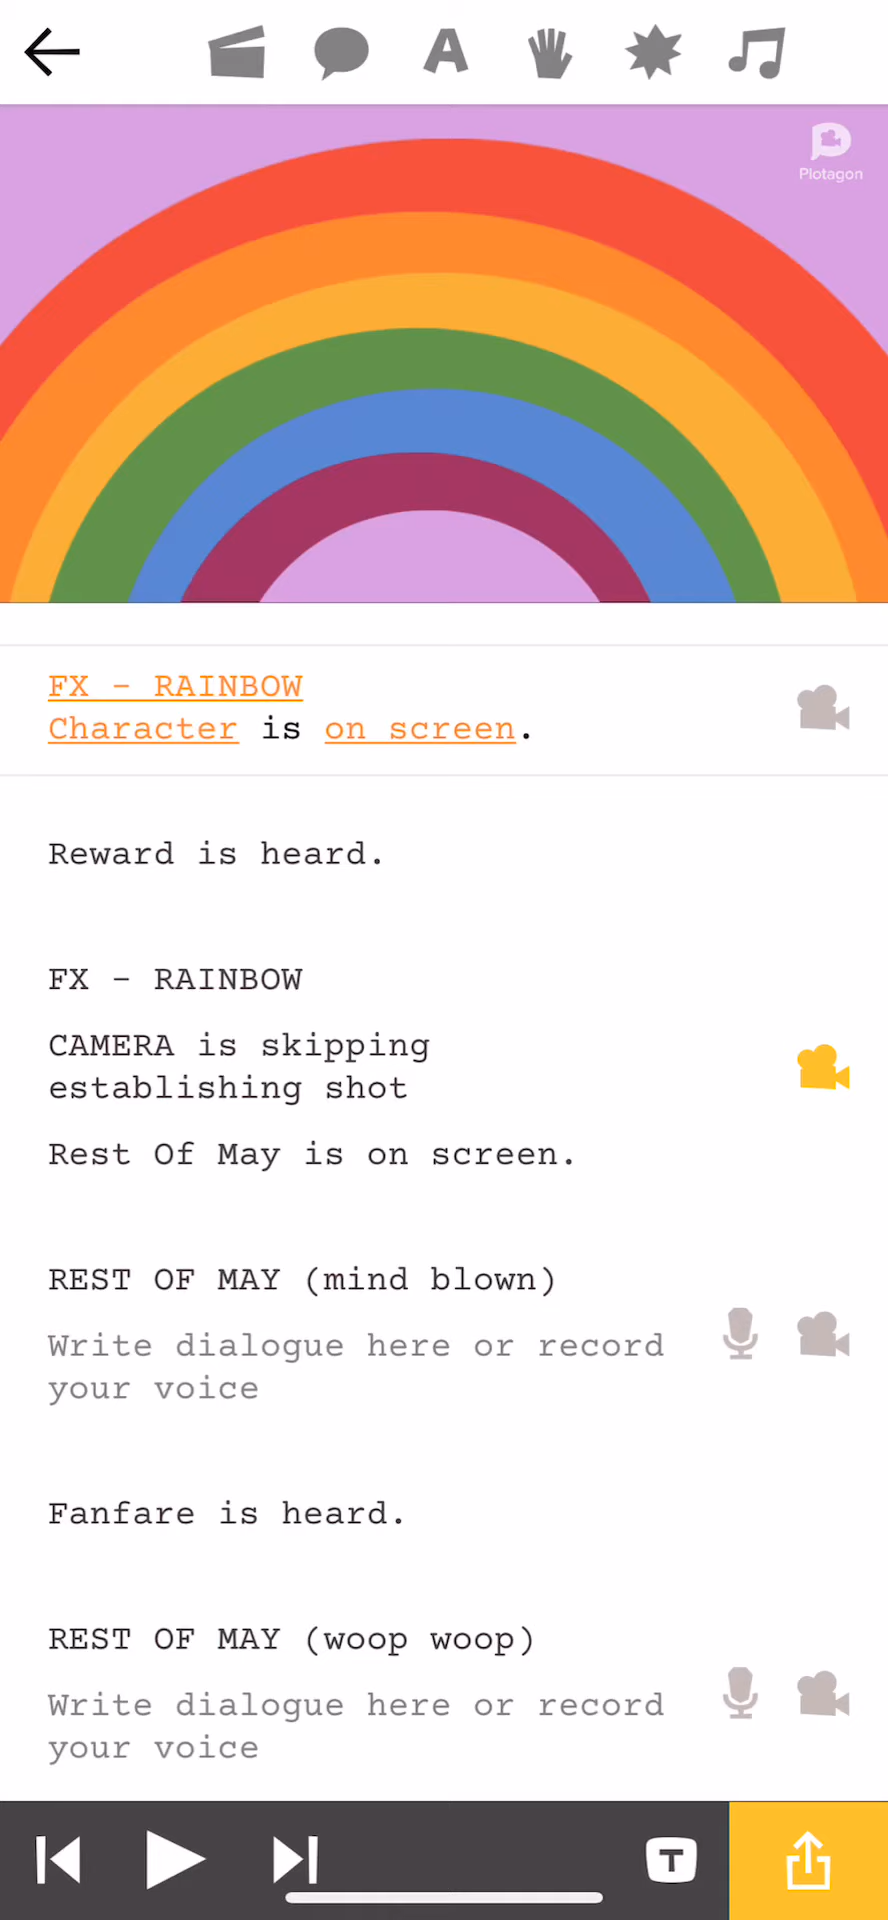 A
Plotagon
FX - RAINBOW
Character is on screen.
Reward is heard.
FX - RAINBOW
CAMERA is skipping
establishing shot
Rest Of May is on screen.
REST OF MAY (mind blown)
Write dialogue here or record
your voice
Fanfare is heard.
REST OF MAY (woop woop)
Write dialogue here or record
your voice
T